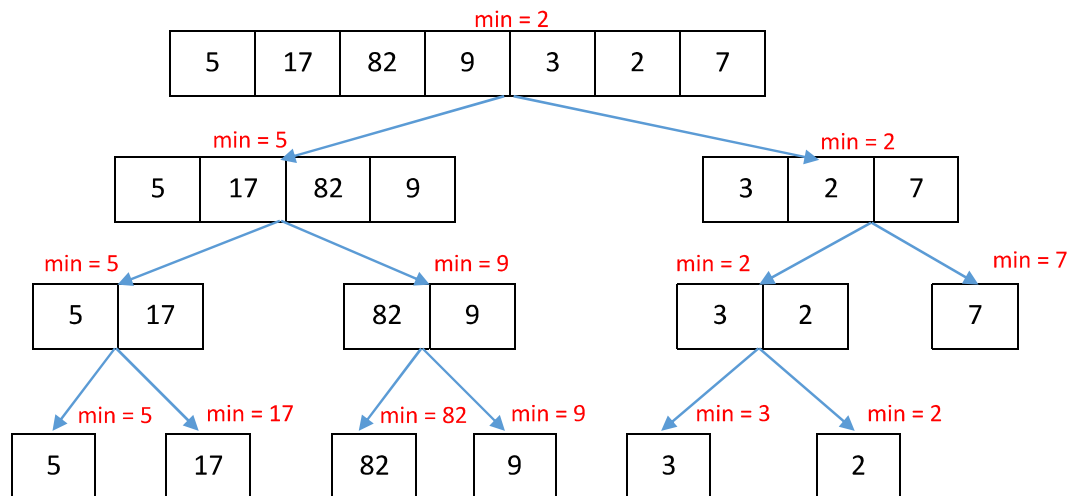 min = 2
5 17 82 9 3 2 7
min = 5 min = 2
5 17 82 9 3 2 7
min = 5 min = 9 min = 2 min = 7
5 17 82 9 3 2 7
min = 5 min = 17 min = 82 min = 9 min = 3 min = 2
5 17 82 9 3 2